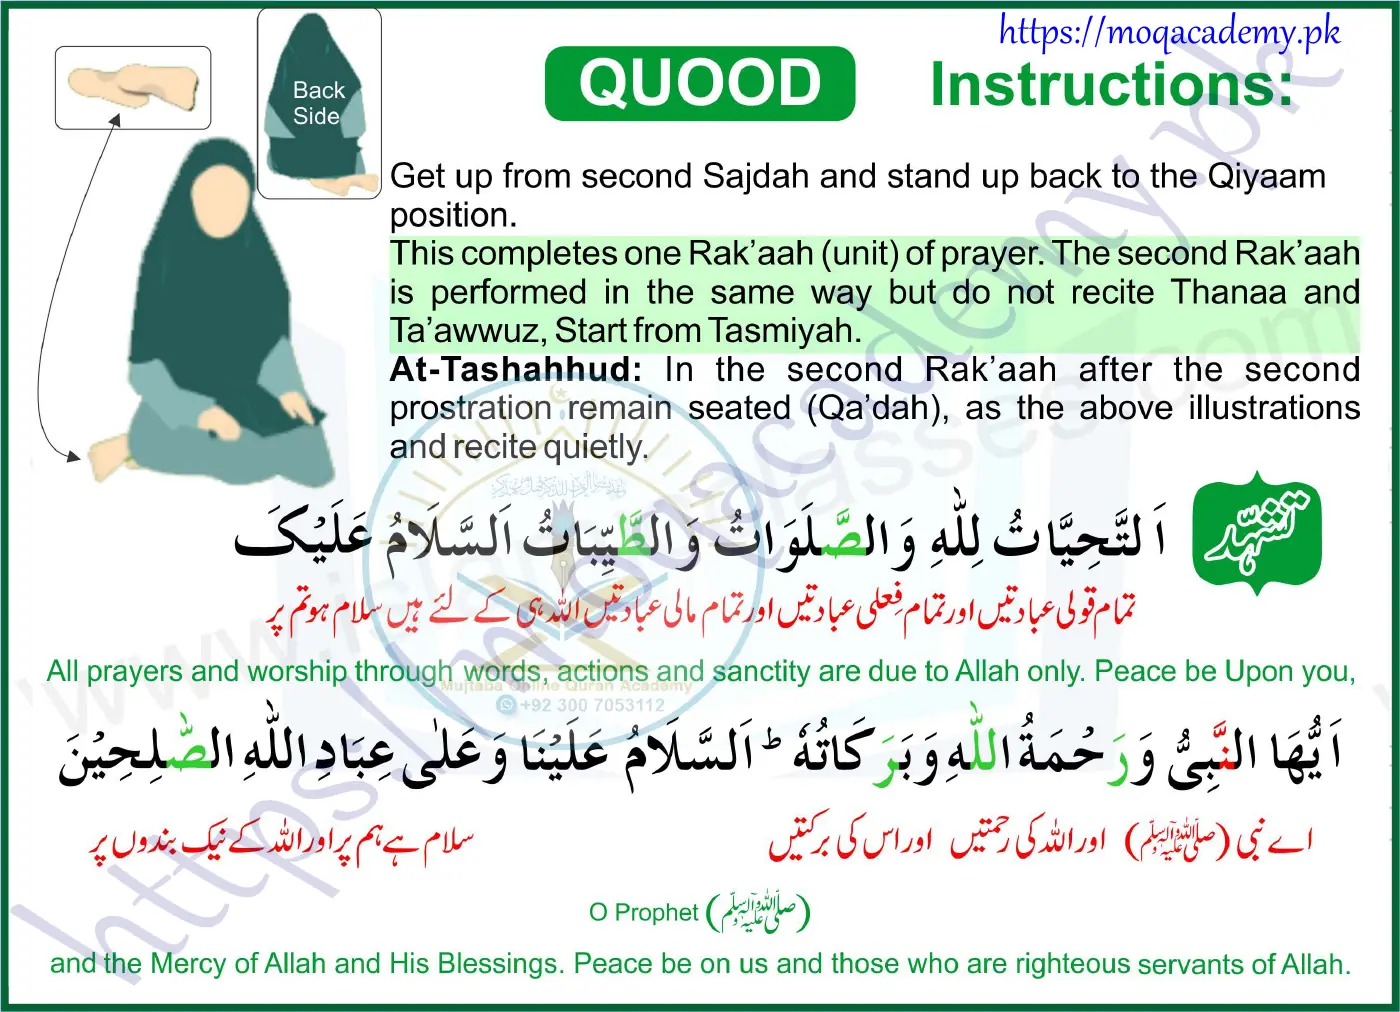 https://moqacademy.pk
QUOOD
Instructions:
Back
Side
Get up from second Sajdah and stand up back to the Qiyaam
position.
This completes one Rak’aah (unit) of prayer. The second Rak’aah
is performed in the same way but do not recite Thanaa and
Ta’awwuz, Start from Tasmiyah.
At-Tashahhud: In the second Rak’aah after the second
prostration remain seated (Qa’dah), as the above illustrations
and recite quietly.
تشہّد
اَلتَّحِيَّاتُ لِلّٰهِ وَالصَّلَوَاتُ وَالطَّيِّبَاتُ اَلسَّلَامُ عَلَيْكَ
تمام قولی عبادتیں اور تمام فِعلی عبادتیں اور تمام مالی عبادتیں اللہ ہی کے لئے ہیں سلام ہو تم پر
All prayers and worship through words, actions and sanctity are due to Allah only. Peace be Upon you,
Mujtaba Online Quran Academy
+92 300 7053112
اَيُّهَا النَّبِىُّ وَرَحْمَةُ اللّٰهِ وَبَرَكَاتُهٗ ؕ اَلسَّلَامُ عَلَيْنَا وَعَلٰى عِبَادِ اللّٰهِ الصّٰلِحِيْنَ
اے نبی (ﷺ) اور اللہ کی رحمتیں اور اس کی برکتیں سلام ہے ہم پر اور اللہ کے نیک بندوں پر
O Prophet (ﷺ)
and the Mercy of Allah and His Blessings. Peace be on us and those who are righteous servants of Allah.
https://moqacademy.pk